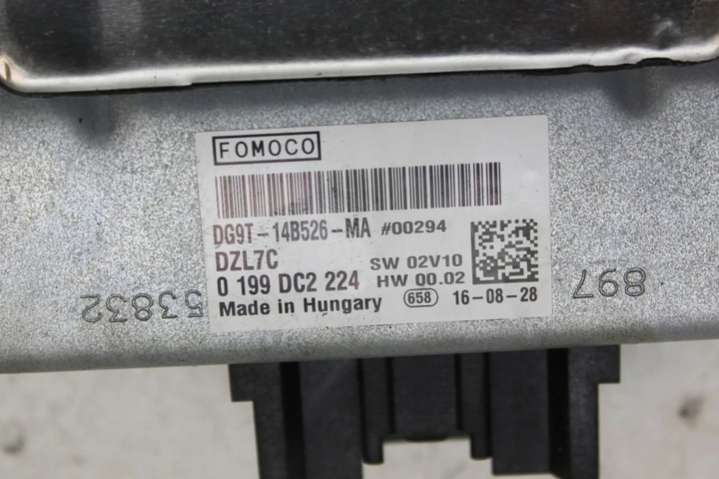 FOMOCO
DG9T-14B526-MA #00294
DZL7C SW 02V10
0 199 DC2 224 HW 00.02
Made in Hungary 658 16-08-28
53832
897